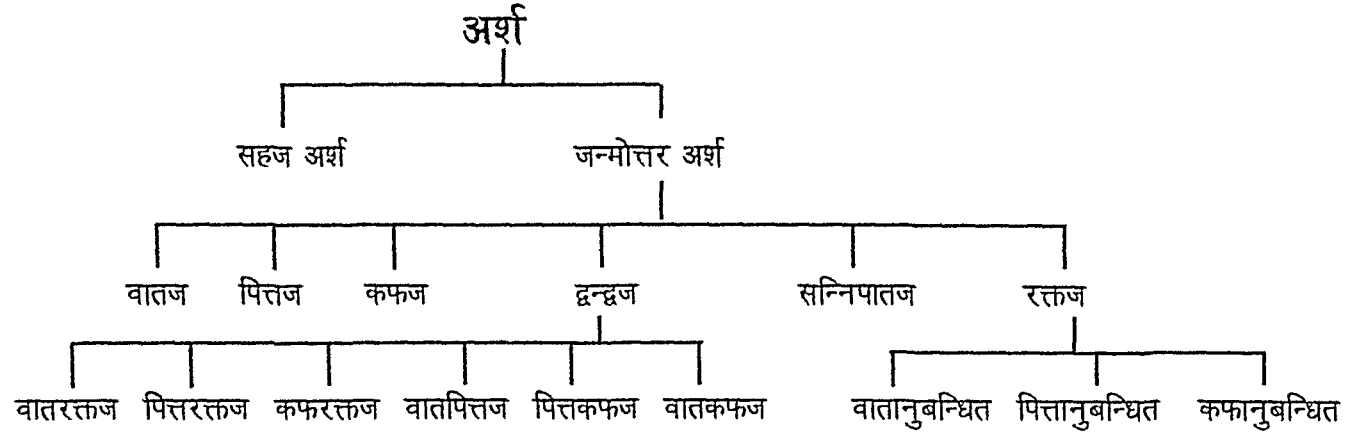 अर्श
सहज अर्श जन्मोत्तर अर्श
वातज पित्तज कफज द्वन्द्वज सन्निपातज रक्तज
वातरक्तज पित्तरक्तज कफरक्तज वातपित्तज पित्तकफज वातकफज वातानुबन्धित पित्तानुबन्धित कफानुबन्धित